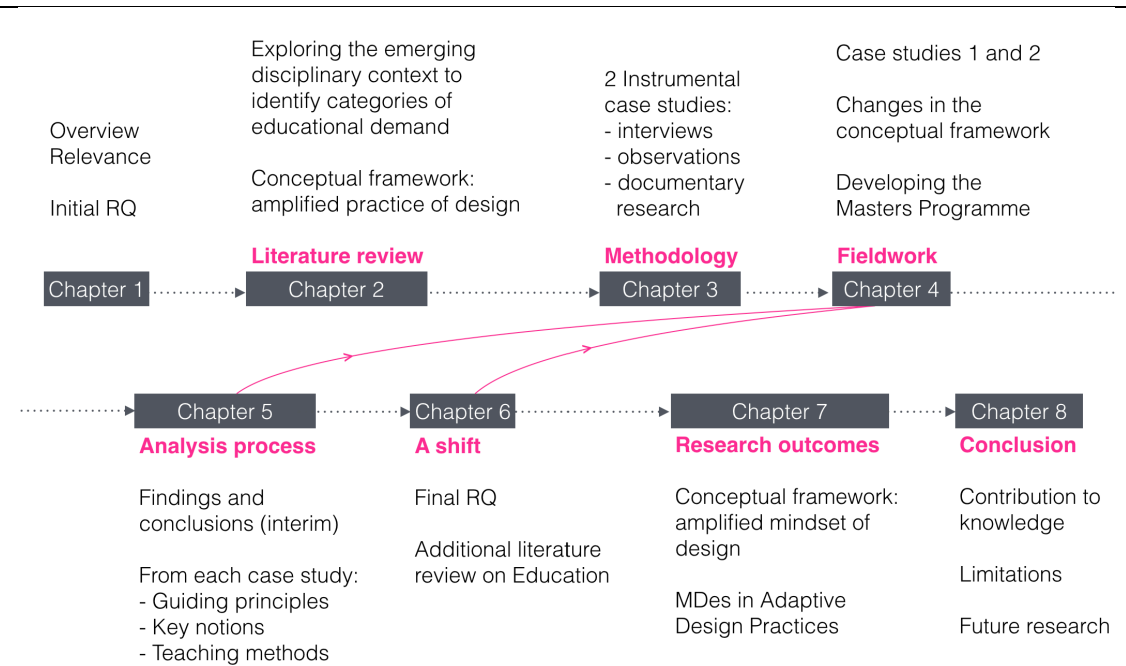 Overview
Relevance
Initial RQ
Chapter 1
Exploring the emerging
disciplinary context to
identify categories of
educational demand
Conceptual framework:
amplified practice of design
Literature review
Chapter 2
2 Instrumental
case studies:
- interviews
- observations
- documentary
research
Methodology
Chapter 3
Case studies 1 and 2
Changes in the
conceptual framework
Developing the
Masters Programme
Fieldwork
Chapter 4
Chapter 5
Analysis process
Findings and
conclusions (interim)
From each case study:
- Guiding principles
- Key notions
- Teaching methods
Chapter 6
A shift
Final RQ
Additional literature
review on Education
Chapter 7
Research outcomes
Conceptual framework:
amplified mindset of
design
MDes in Adaptive
Design Practices
Chapter 8
Conclusion
Contribution to
knowledge
Limitations
Future research